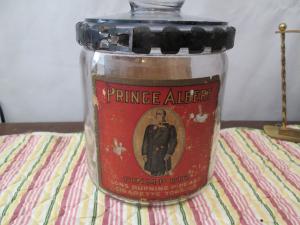 PRINCE ALBERT
LONG BURNING PIPE AND
CIGARETTE TOBACCO